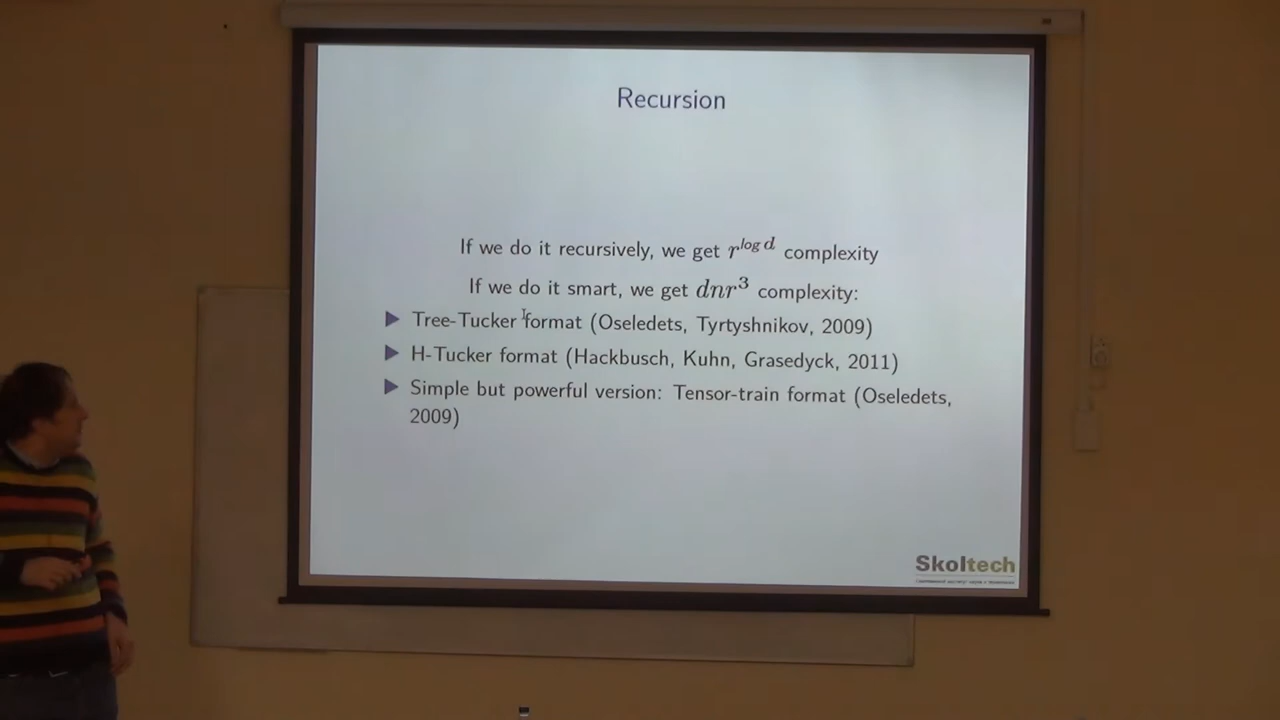 Recursion
If we do it recursively, we get r^{log d} complexity
If we do it smart, we get dnr³ complexity:
▶ Tree-Tucker format (Oseledets, Tyrtyshnikov, 2009)
▶ H-Tucker format (Hackbusch, Kuhn, Grasedyck, 2011)
▶ Simple but powerful version: Tensor-train format (Oseledets,
2009)
Skoltech